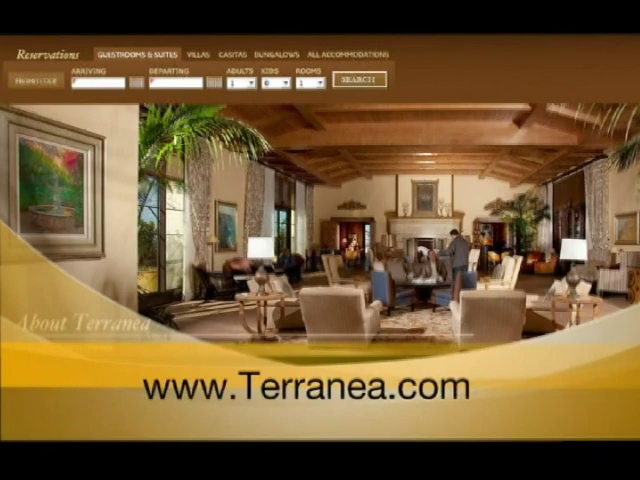 Reservations GUESTROOMS & SUITES VILLAS CASITAS BUNGALOWS ALL ACCOMMODATIONS
PROMO CODE ARRIVING DEPARTING ADULTS KIDS ROOMS
1 0 1 SEARCH
About Terranea
www.Terranea.com